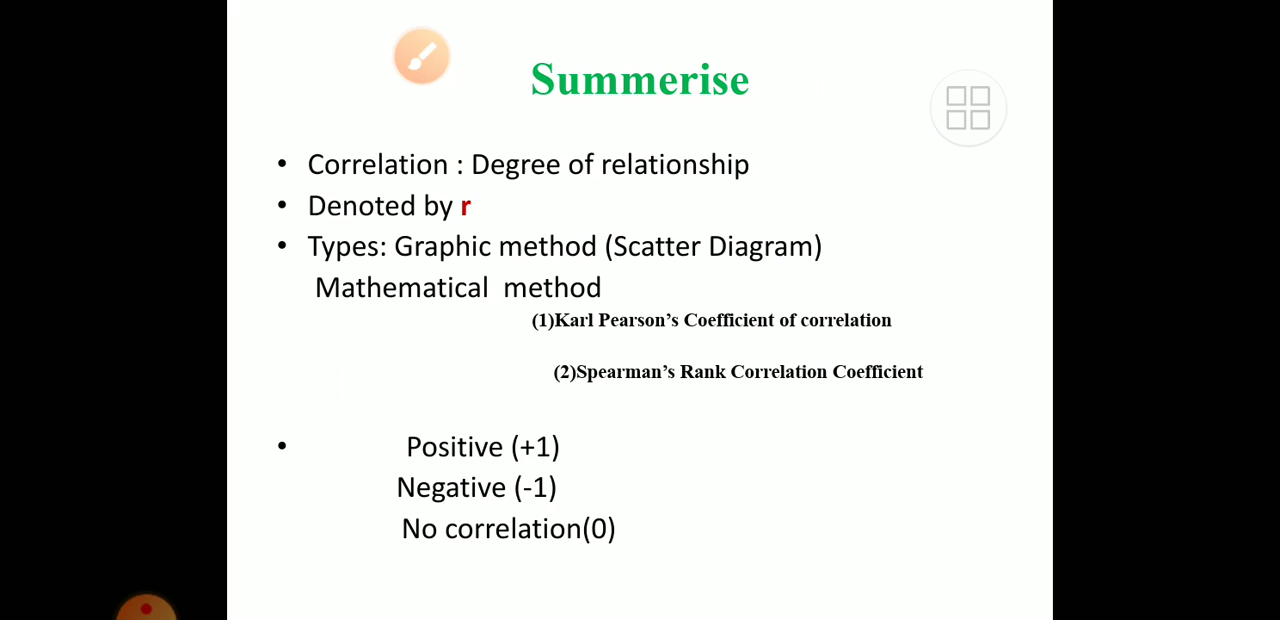 Summerise
• Correlation : Degree of relationship
• Denoted by r
• Types: Graphic method (Scatter Diagram)
Mathematical method
(1)Karl Pearson’s Coefficient of correlation
(2)Spearman’s Rank Correlation Coefficient
• Positive (+1)
Negative (-1)
No correlation(0)